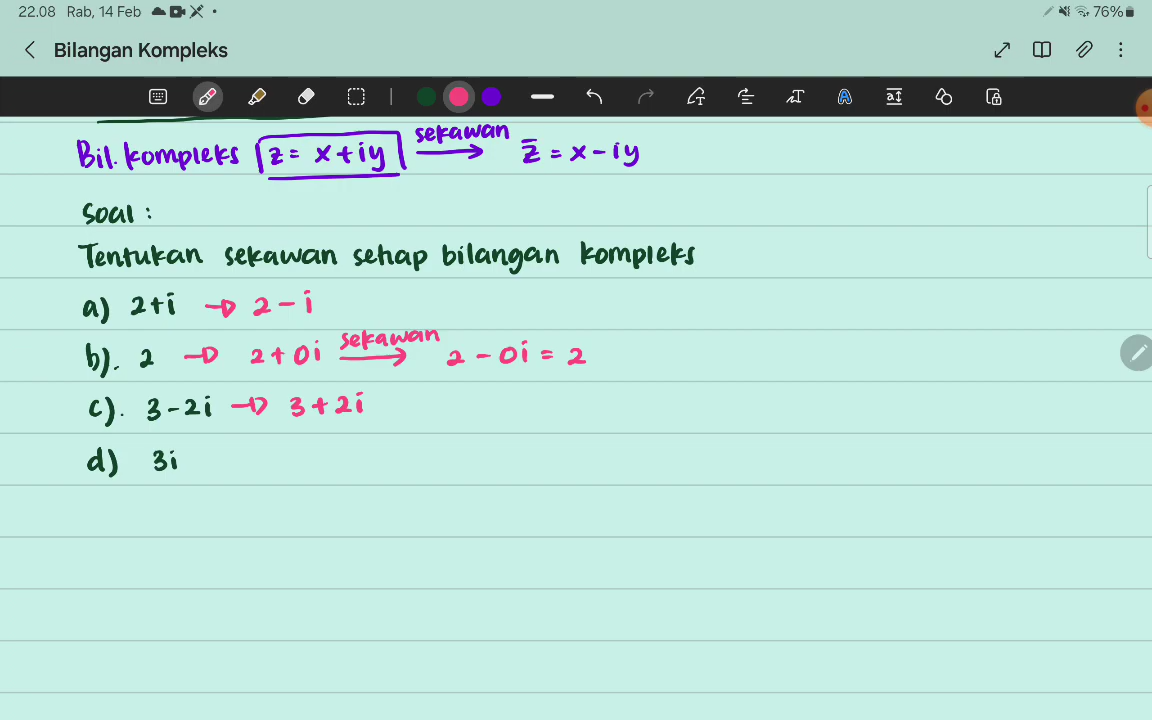 22.08 Rab, 14 Feb 76%
Bilangan Kompleks
Bil. kompleks z = x + iy sekawan → z̅ = x - iy
Soal :
Tentukan sekawan setiap bilangan kompleks
a) 2+i → 2 - i
b). 2 → 2 + 0i sekawan → 2 - 0i = 2
c). 3 - 2i → 3 + 2i
d) 3i